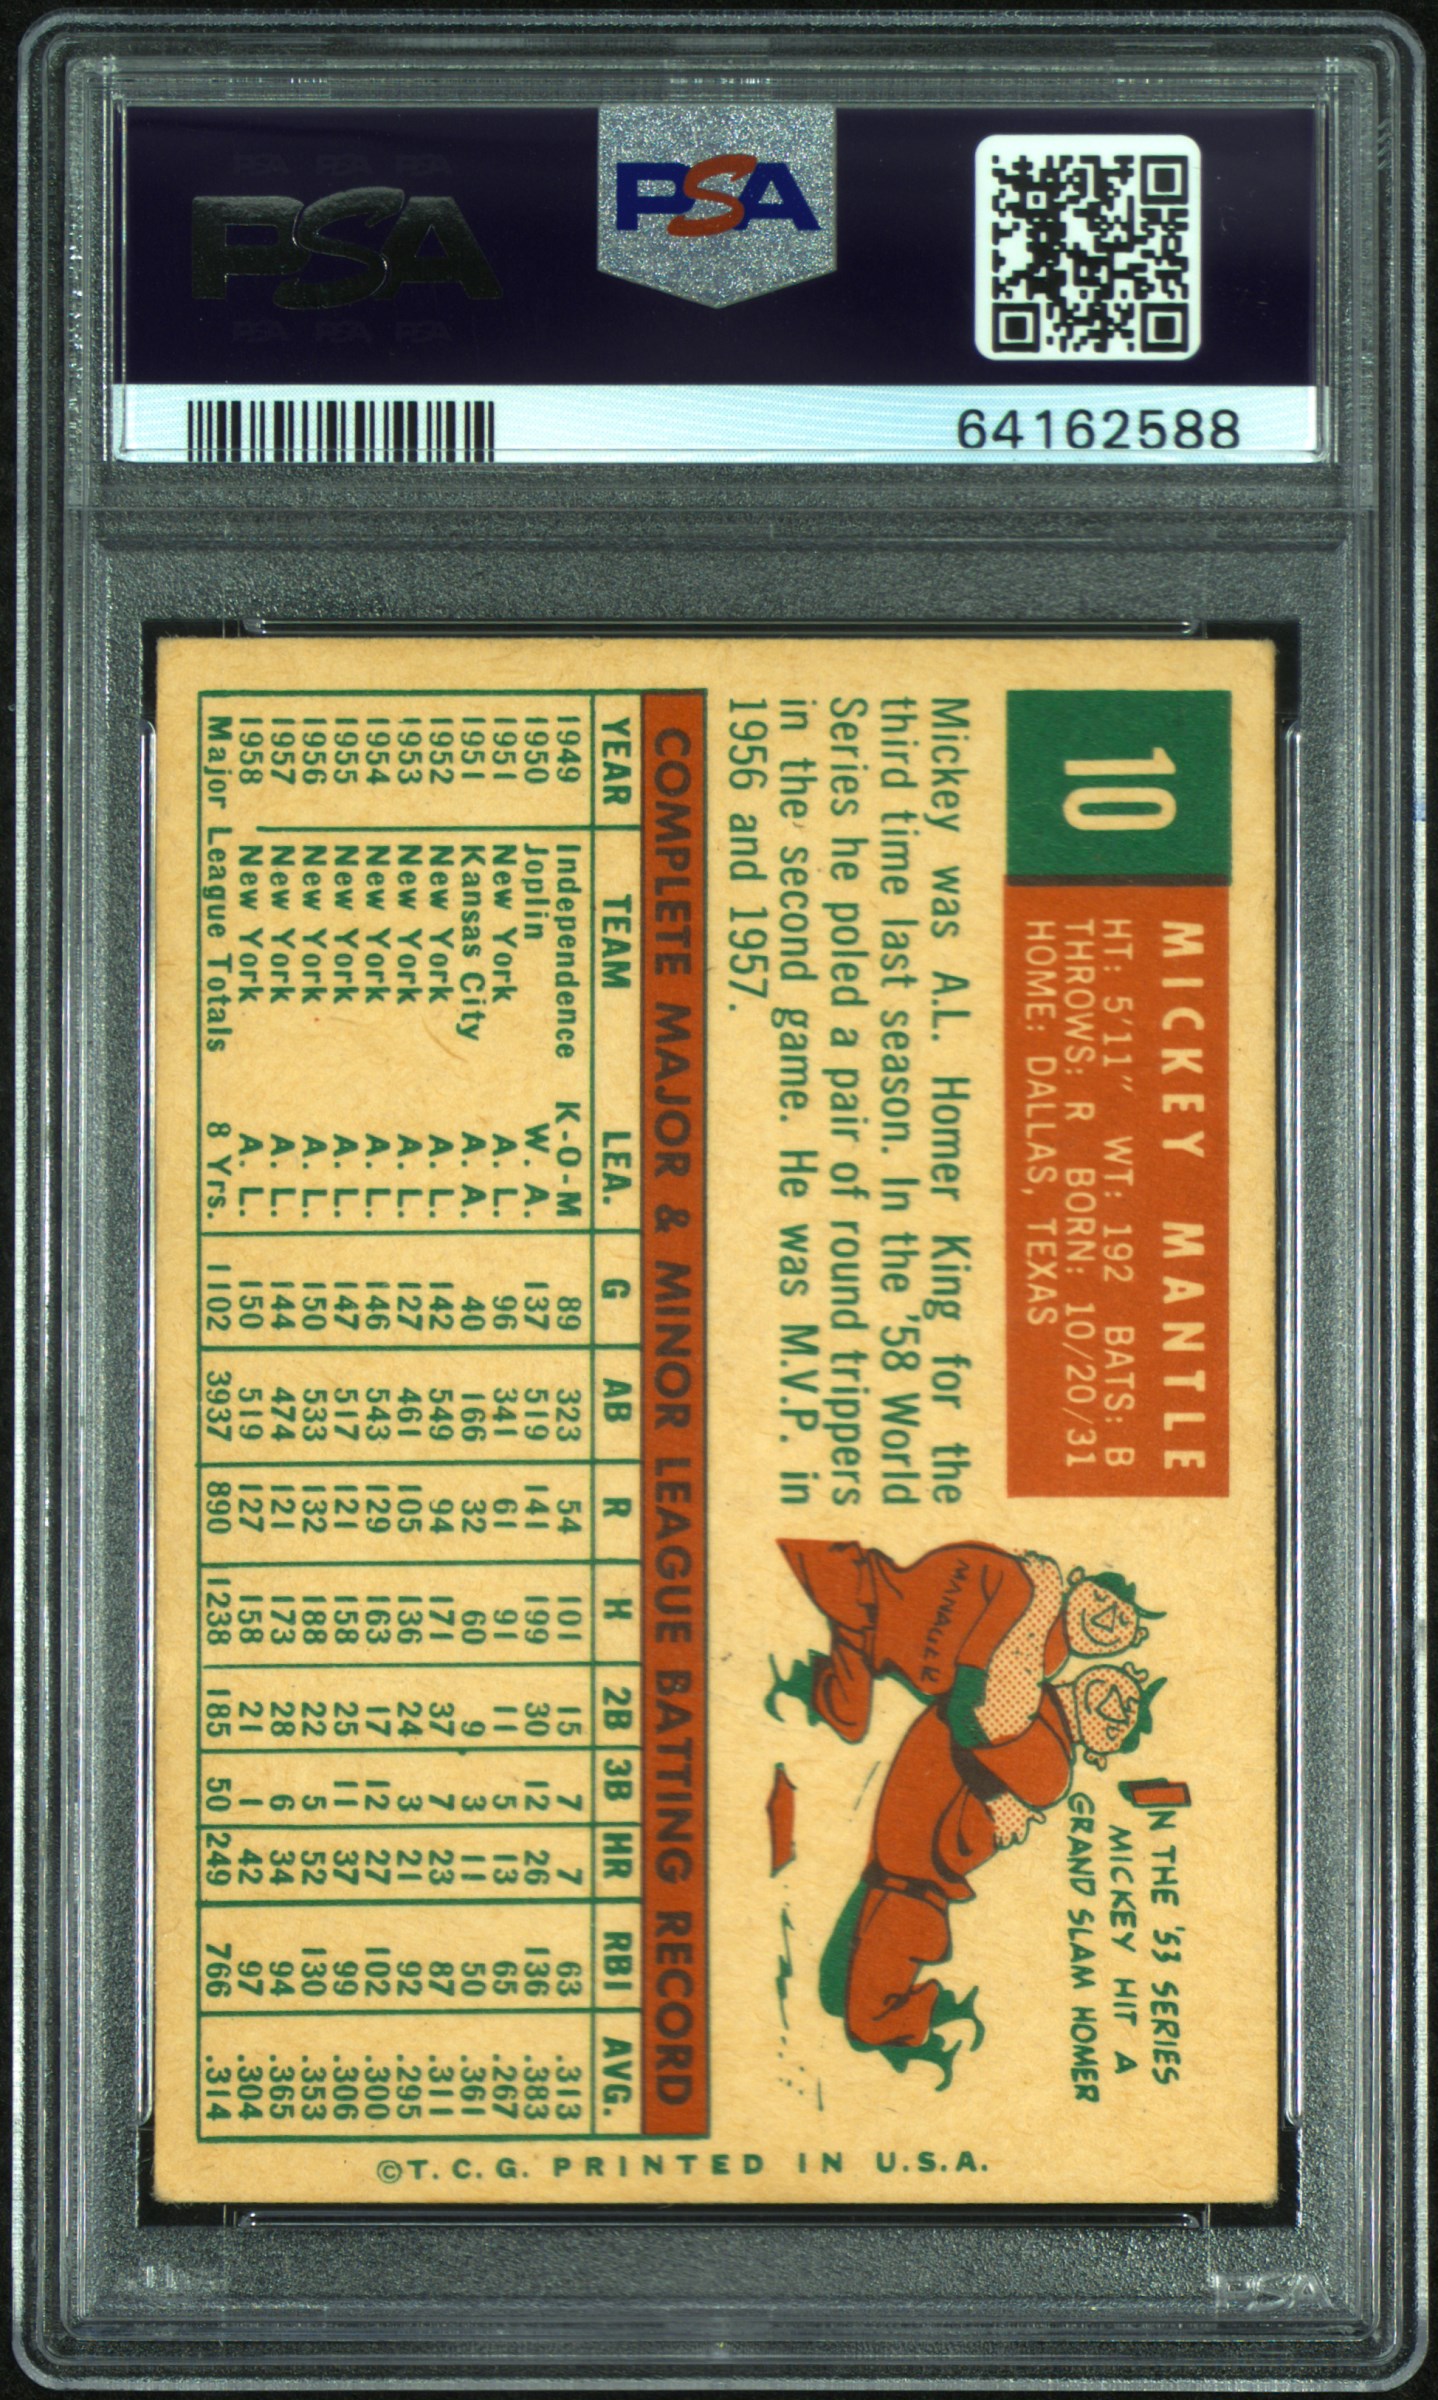 PSA
PSA PSA PSA
PSA
PSA PSA PSA
64162588
10
MICKEY MANTLE
HT: 5'11" WT: 192 BATS: B
THROWS: R BORN: 10/20/31
HOME: DALLAS, TEXAS
Mickey was A.L. Homer King for the
third time last season. In the '58 World
Series he poled a pair of round trippers
in the second game. He was M.V.P. in
1956 and 1957.
IN THE '53 SERIES
MICKEY HIT A
GRAND SLAM HOMER
MANAGER
COMPLETE MAJOR & MINOR LEAGUE BATTING RECORD
YEAR TEAM LEA. G AB R H 2B 3B HR RBI AVG.
1949 Independence K-O-M 89 323 54 101 15 7 7 63 .313
1950 Joplin W. A. 137 519 141 199 30 12 26 136 .383
1951 New York A. L. 96 341 61 91 11 5 13 65 .267
1951 Kansas City A. A. 40 166 32 60 9 3 11 50 .361
1952 New York A. L. 142 549 94 171 37 7 23 87 .311
1953 New York A. L. 127 461 105 136 24 3 21 92 .295
1954 New York A. L. 146 543 129 163 17 12 27 102 .300
1955 New York A. L. 147 517 121 158 25 11 37 99 .306
1956 New York A. L. 150 533 132 188 22 5 52 130 .353
1957 New York A. L. 144 474 121 173 28 6 34 94 .365
1958 New York A. L. 150 519 127 158 21 1 42 97 .304
Major League Totals 8 Yrs. 1102 3937 890 1238 185 50 249 766 .314
©T. C. G. PRINTED IN U.S.A.
PSA